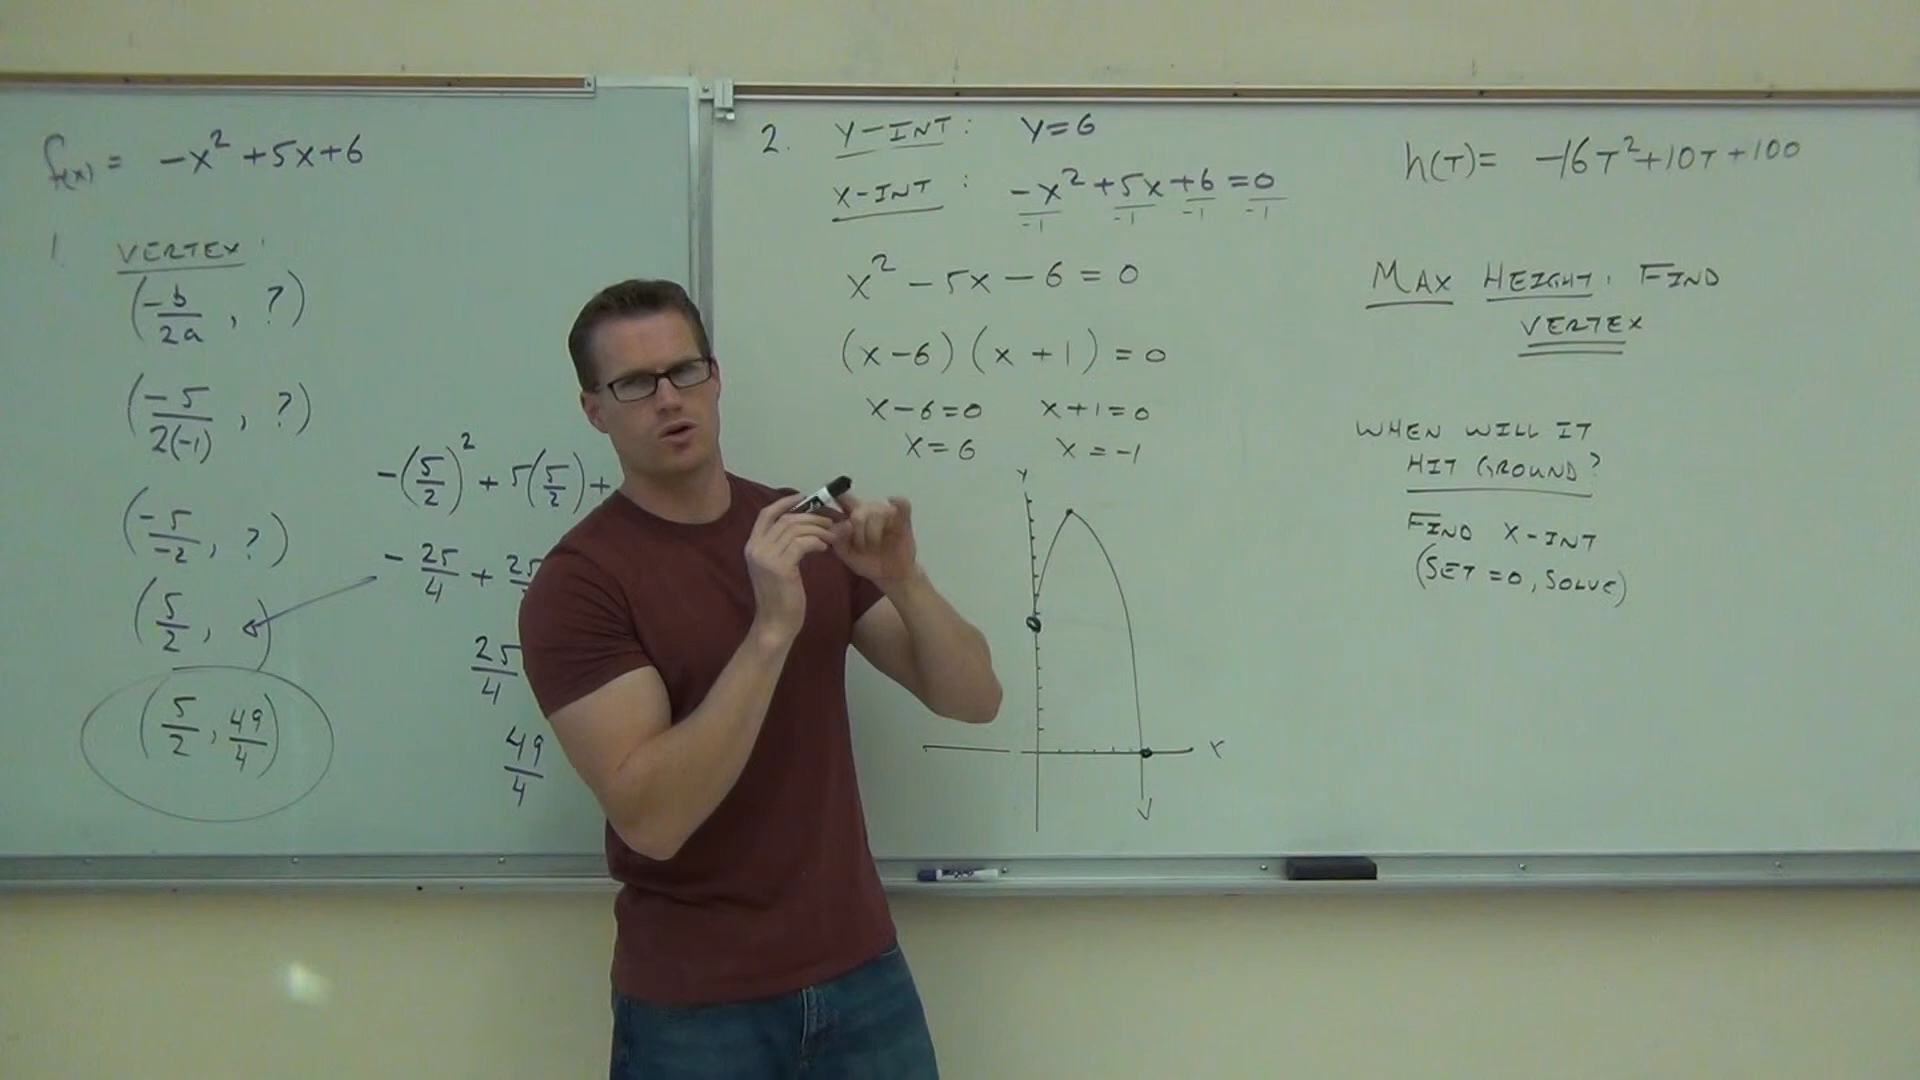 f(x) = -x² + 5x + 6
1. VERTEX:
(-b/2a, ?)
(-5/2(-1), ?)
(-5/-2, ?)
(5/2, )
(5/2, 49/4)
-(5/2)² + 5(5/2) +
-25/4 + 25
25/4
49/4
2. Y-INT: Y=6
X-INT: -x² + 5x + 6 = 0
-1 -1 -1 -1
x² - 5x - 6 = 0
(x-6)(x+1) = 0
x-6=0 x+1=0
x=6 x=-1
Y
X
h(T) = -16T² + 10T + 100
MAX HEIGHT: FIND
VERTEX
WHEN WILL IT
HIT GROUND?
FIND X-INT
(SET =0, SOLVE)